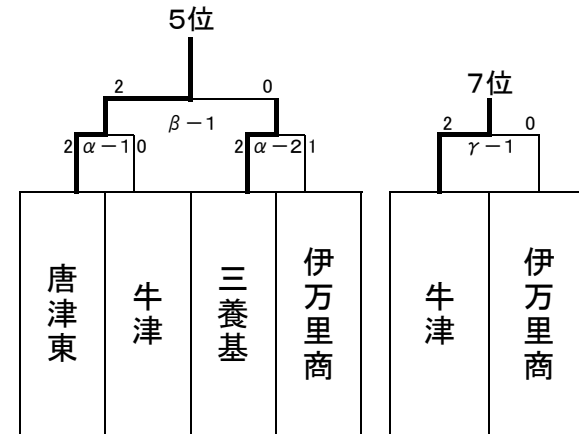 5位
7位
2 0
β-1
2 0
γ-1
2 α-1 0
2 α-2 1
唐津東
牛津
三養基
伊万里商
牛津
伊万里商